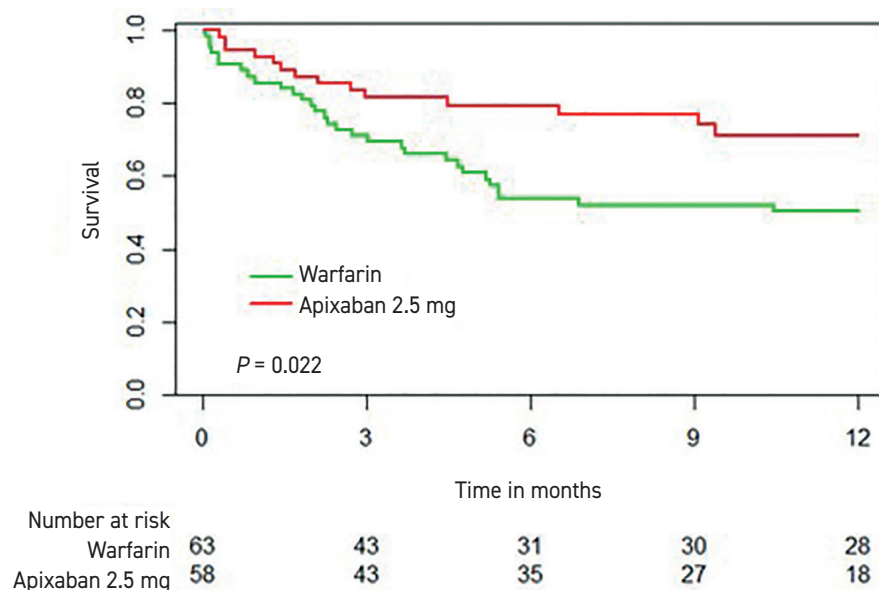 1.0
0.8
0.6
0.4
0.2
0.0
Survival
Warfarin
Apixaban 2.5 mg
P = 0.022
0 3 6 9 12
Time in months
Number at risk
Warfarin 63 43 31 30 28
Apixaban 2.5 mg 58 43 35 27 18